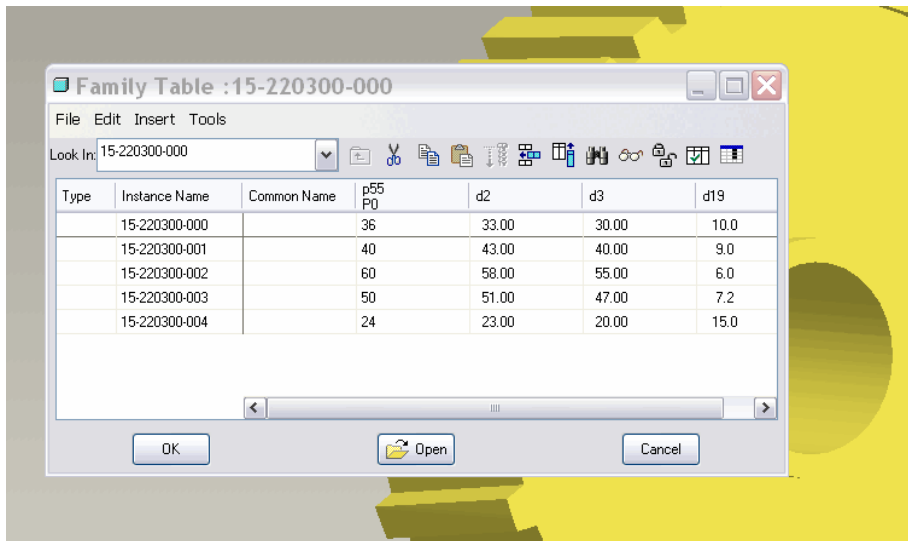 Family Table :15-220300-000
File Edit Insert Tools
Look In: 15-220300-000
Type Instance Name Common Name p55 d2 d3 d19
P0
15-220300-000 36 33.00 30.00 10.0
15-220300-001 40 43.00 40.00 9.0
15-220300-002 60 58.00 55.00 6.0
15-220300-003 50 51.00 47.00 7.2
15-220300-004 24 23.00 20.00 15.0
OK Open Cancel